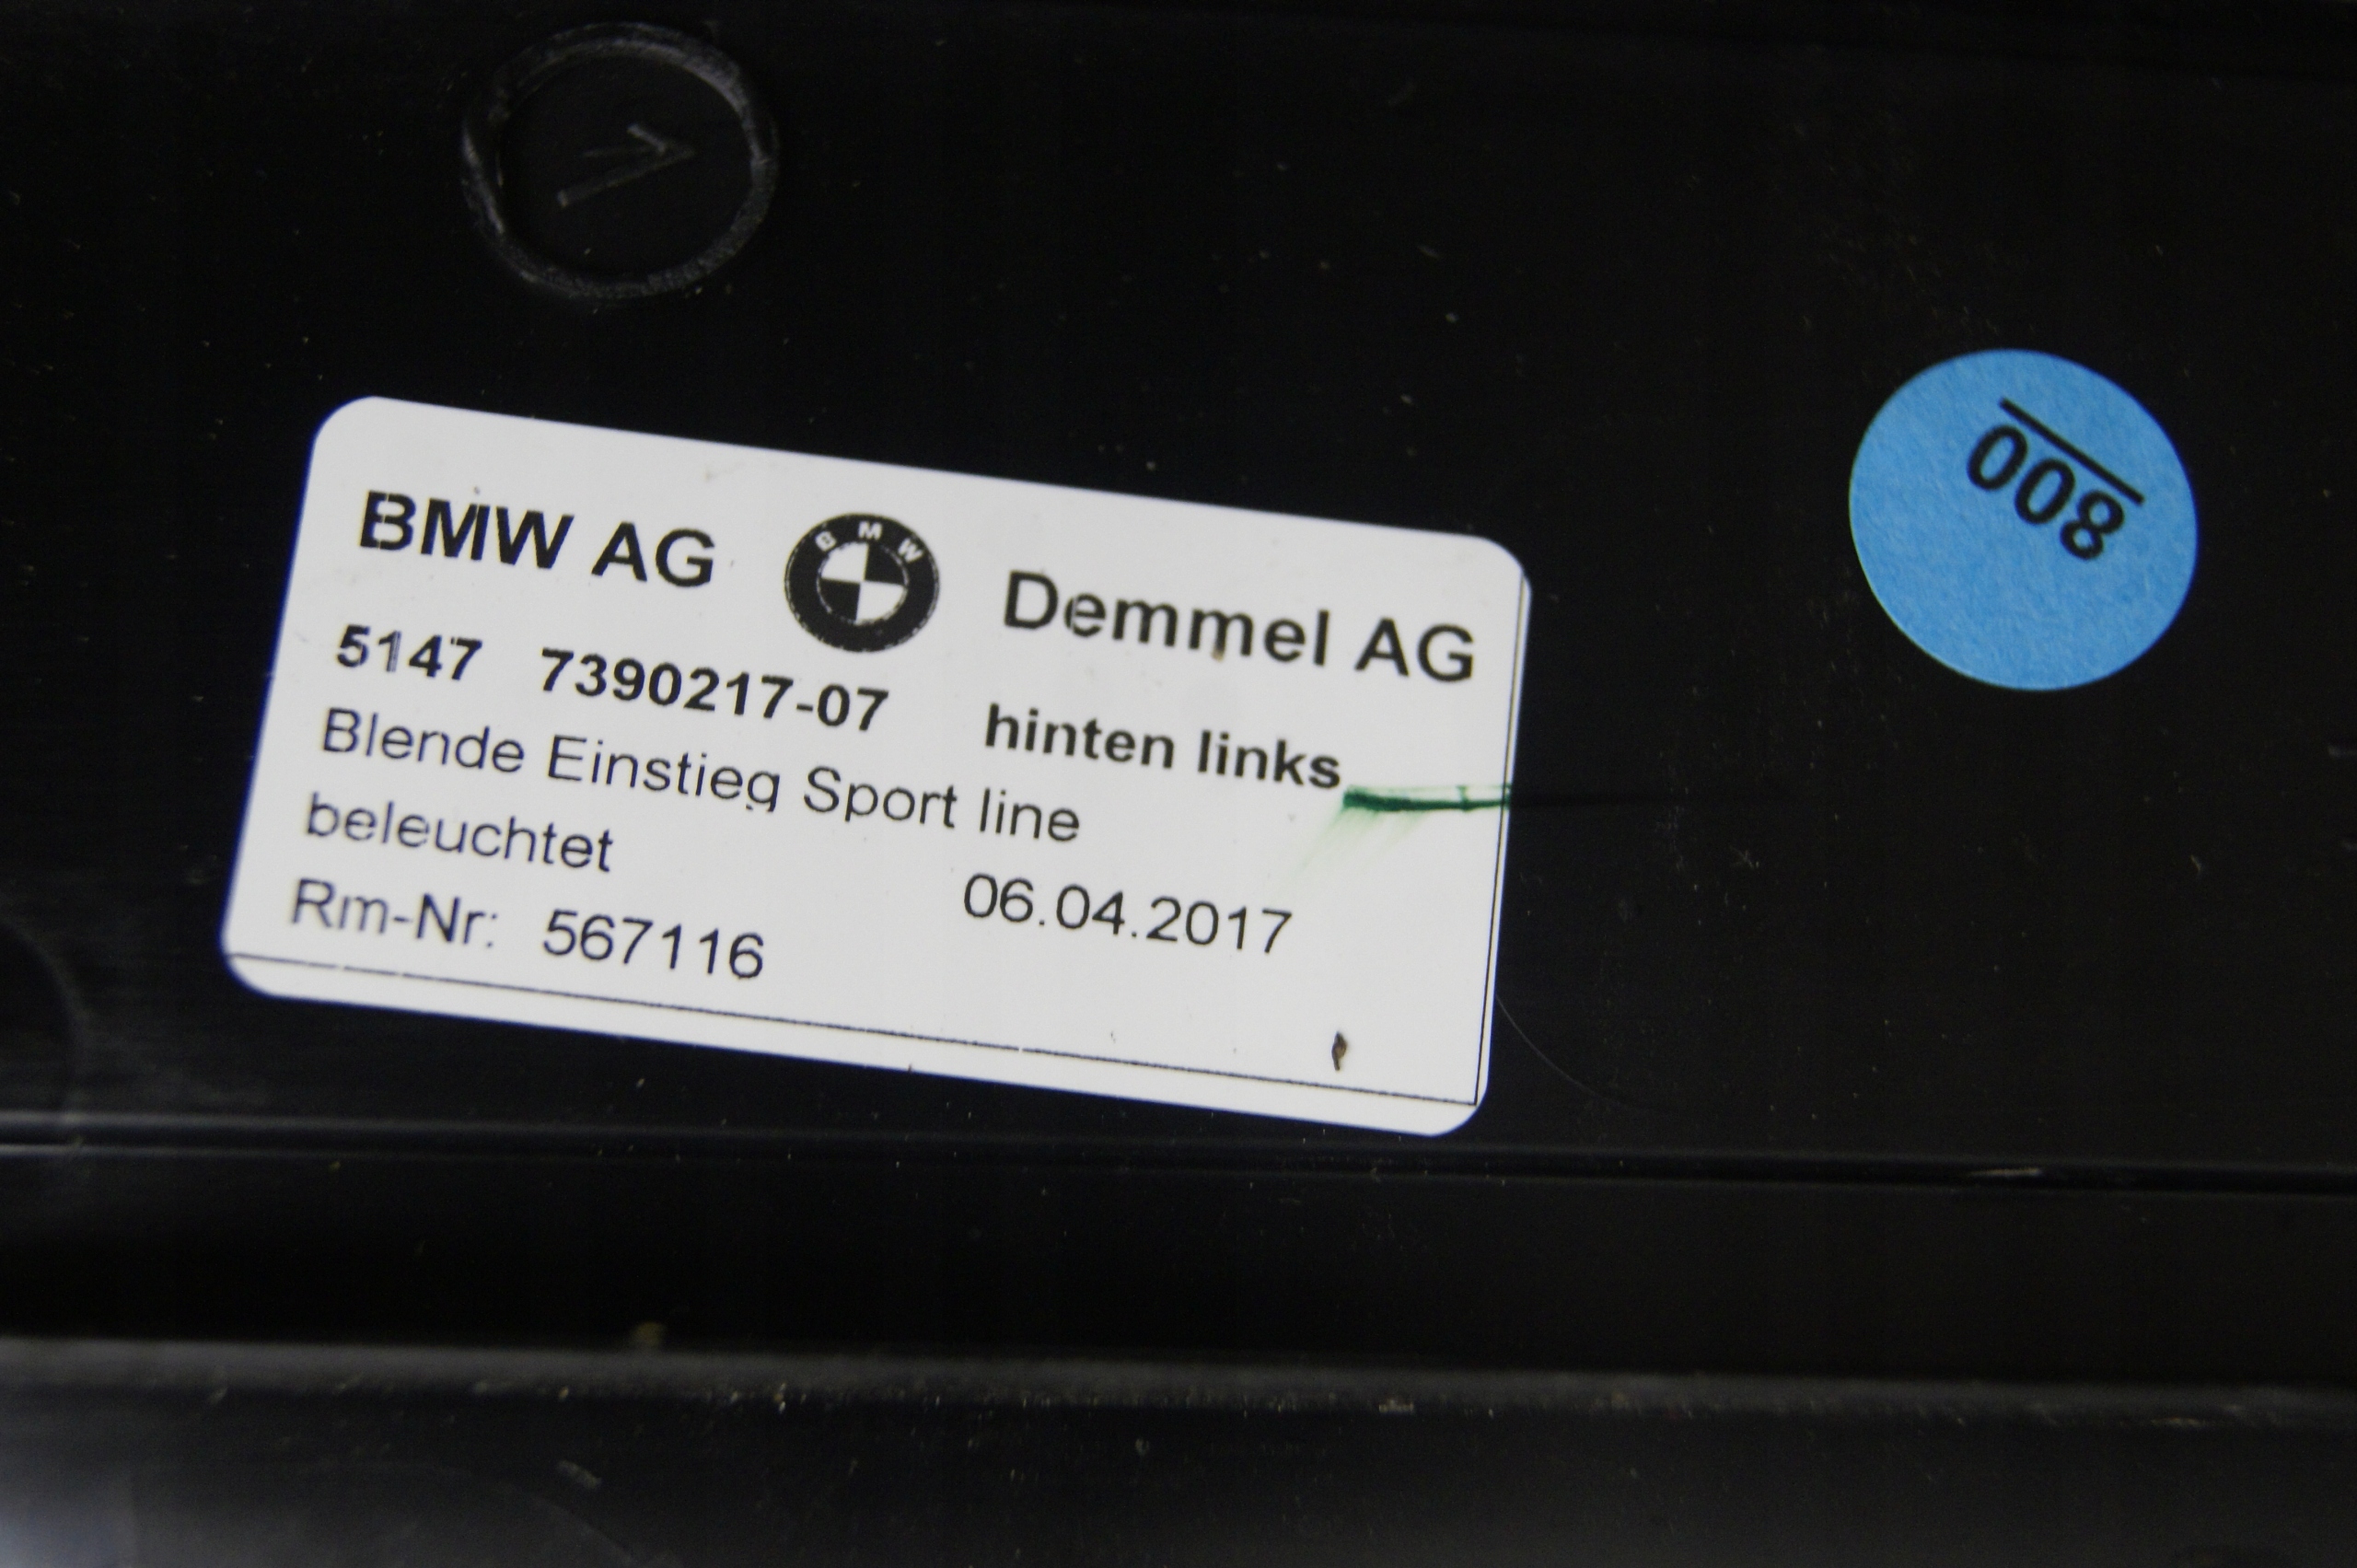 BMW AG BMW Demmel AG
5147 7390217-07 hinten links
Blende Einstieg Sport line
beleuchtet
Rm-Nr: 567116 06.04.2017
008